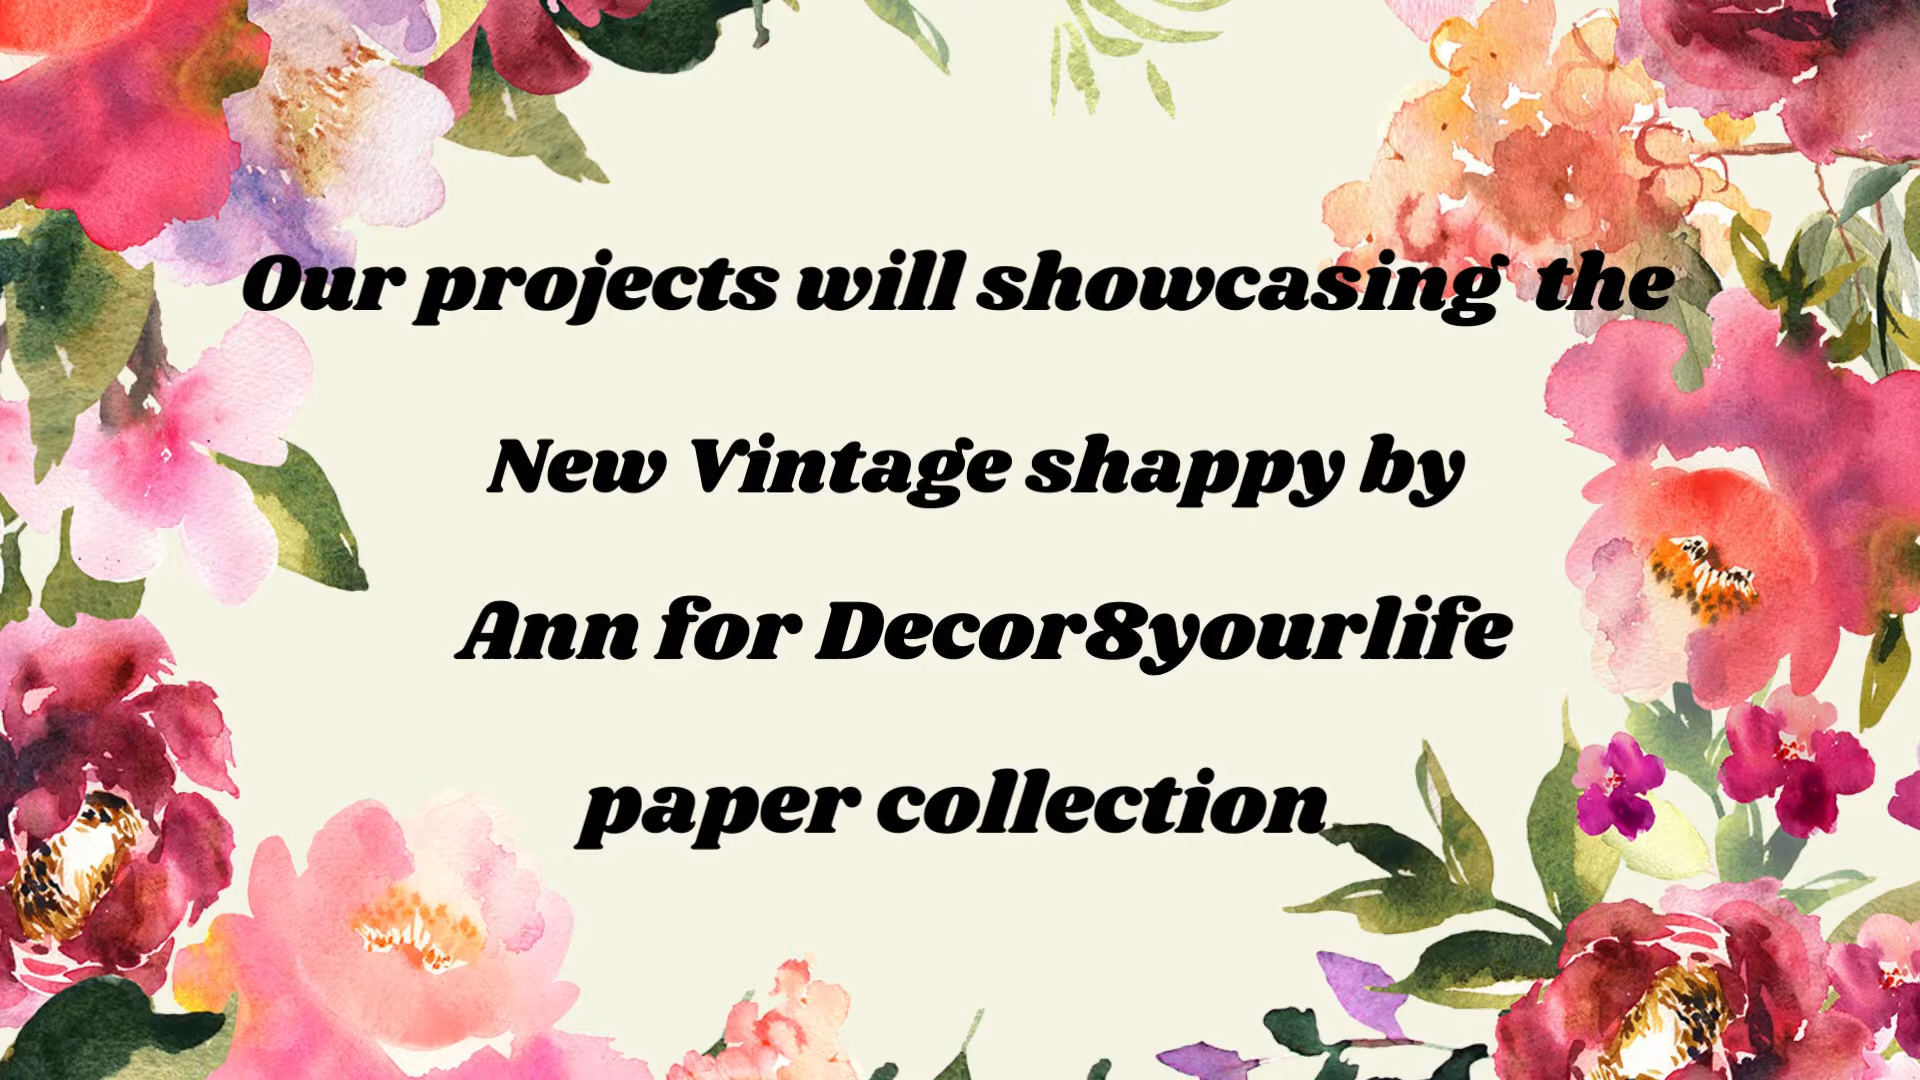 Our projects will showcasing the
New Vintage shappy by
Ann for Decor8yourlife
paper collection